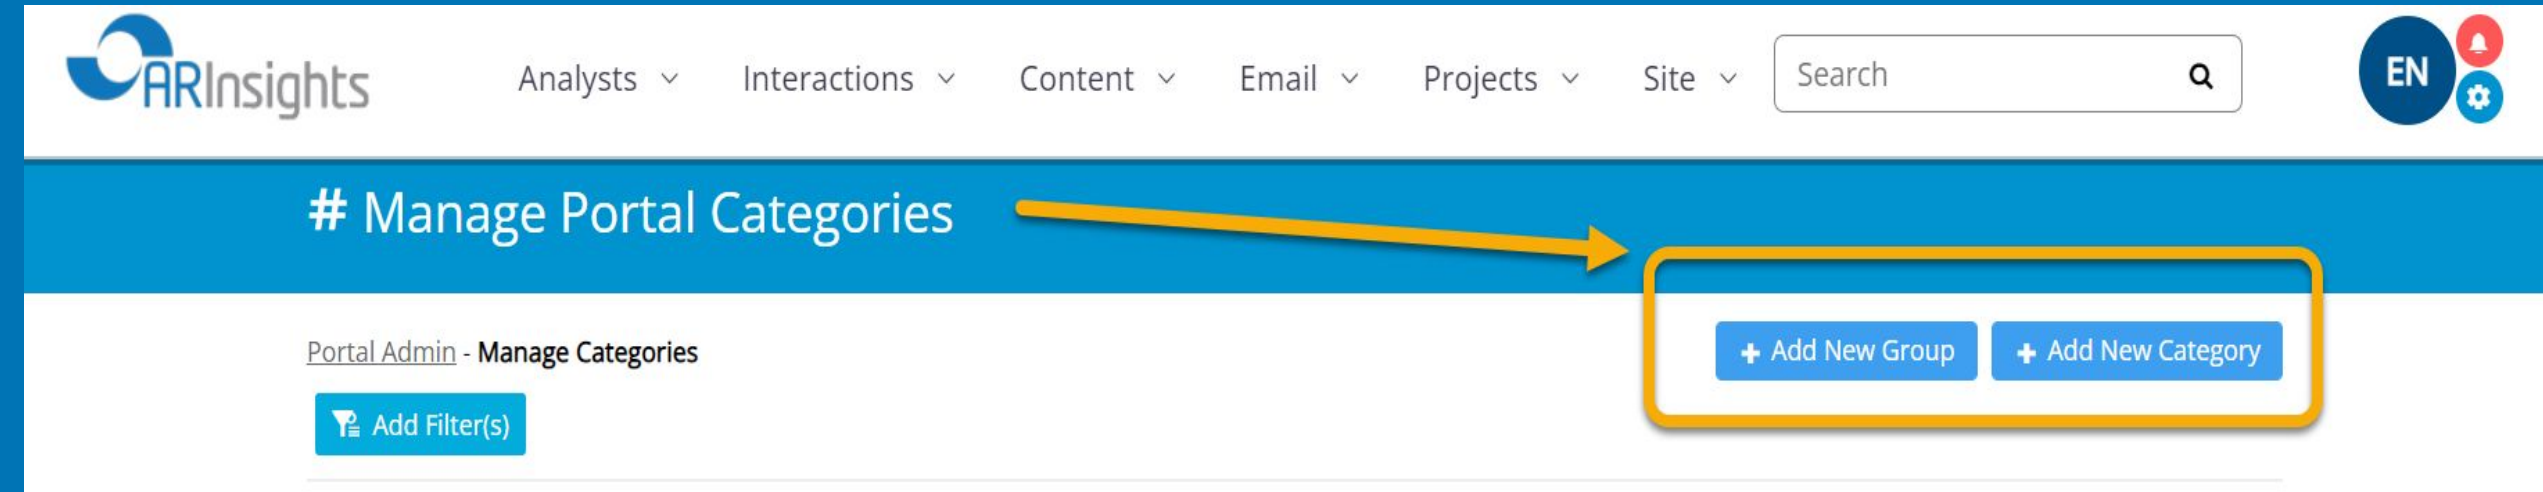 ARInsights
Analysts Interactions Content Email Projects Site Search EN
# Manage Portal Categories
Portal Admin - Manage Categories
+ Add New Group + Add New Category
Add Filter(s)